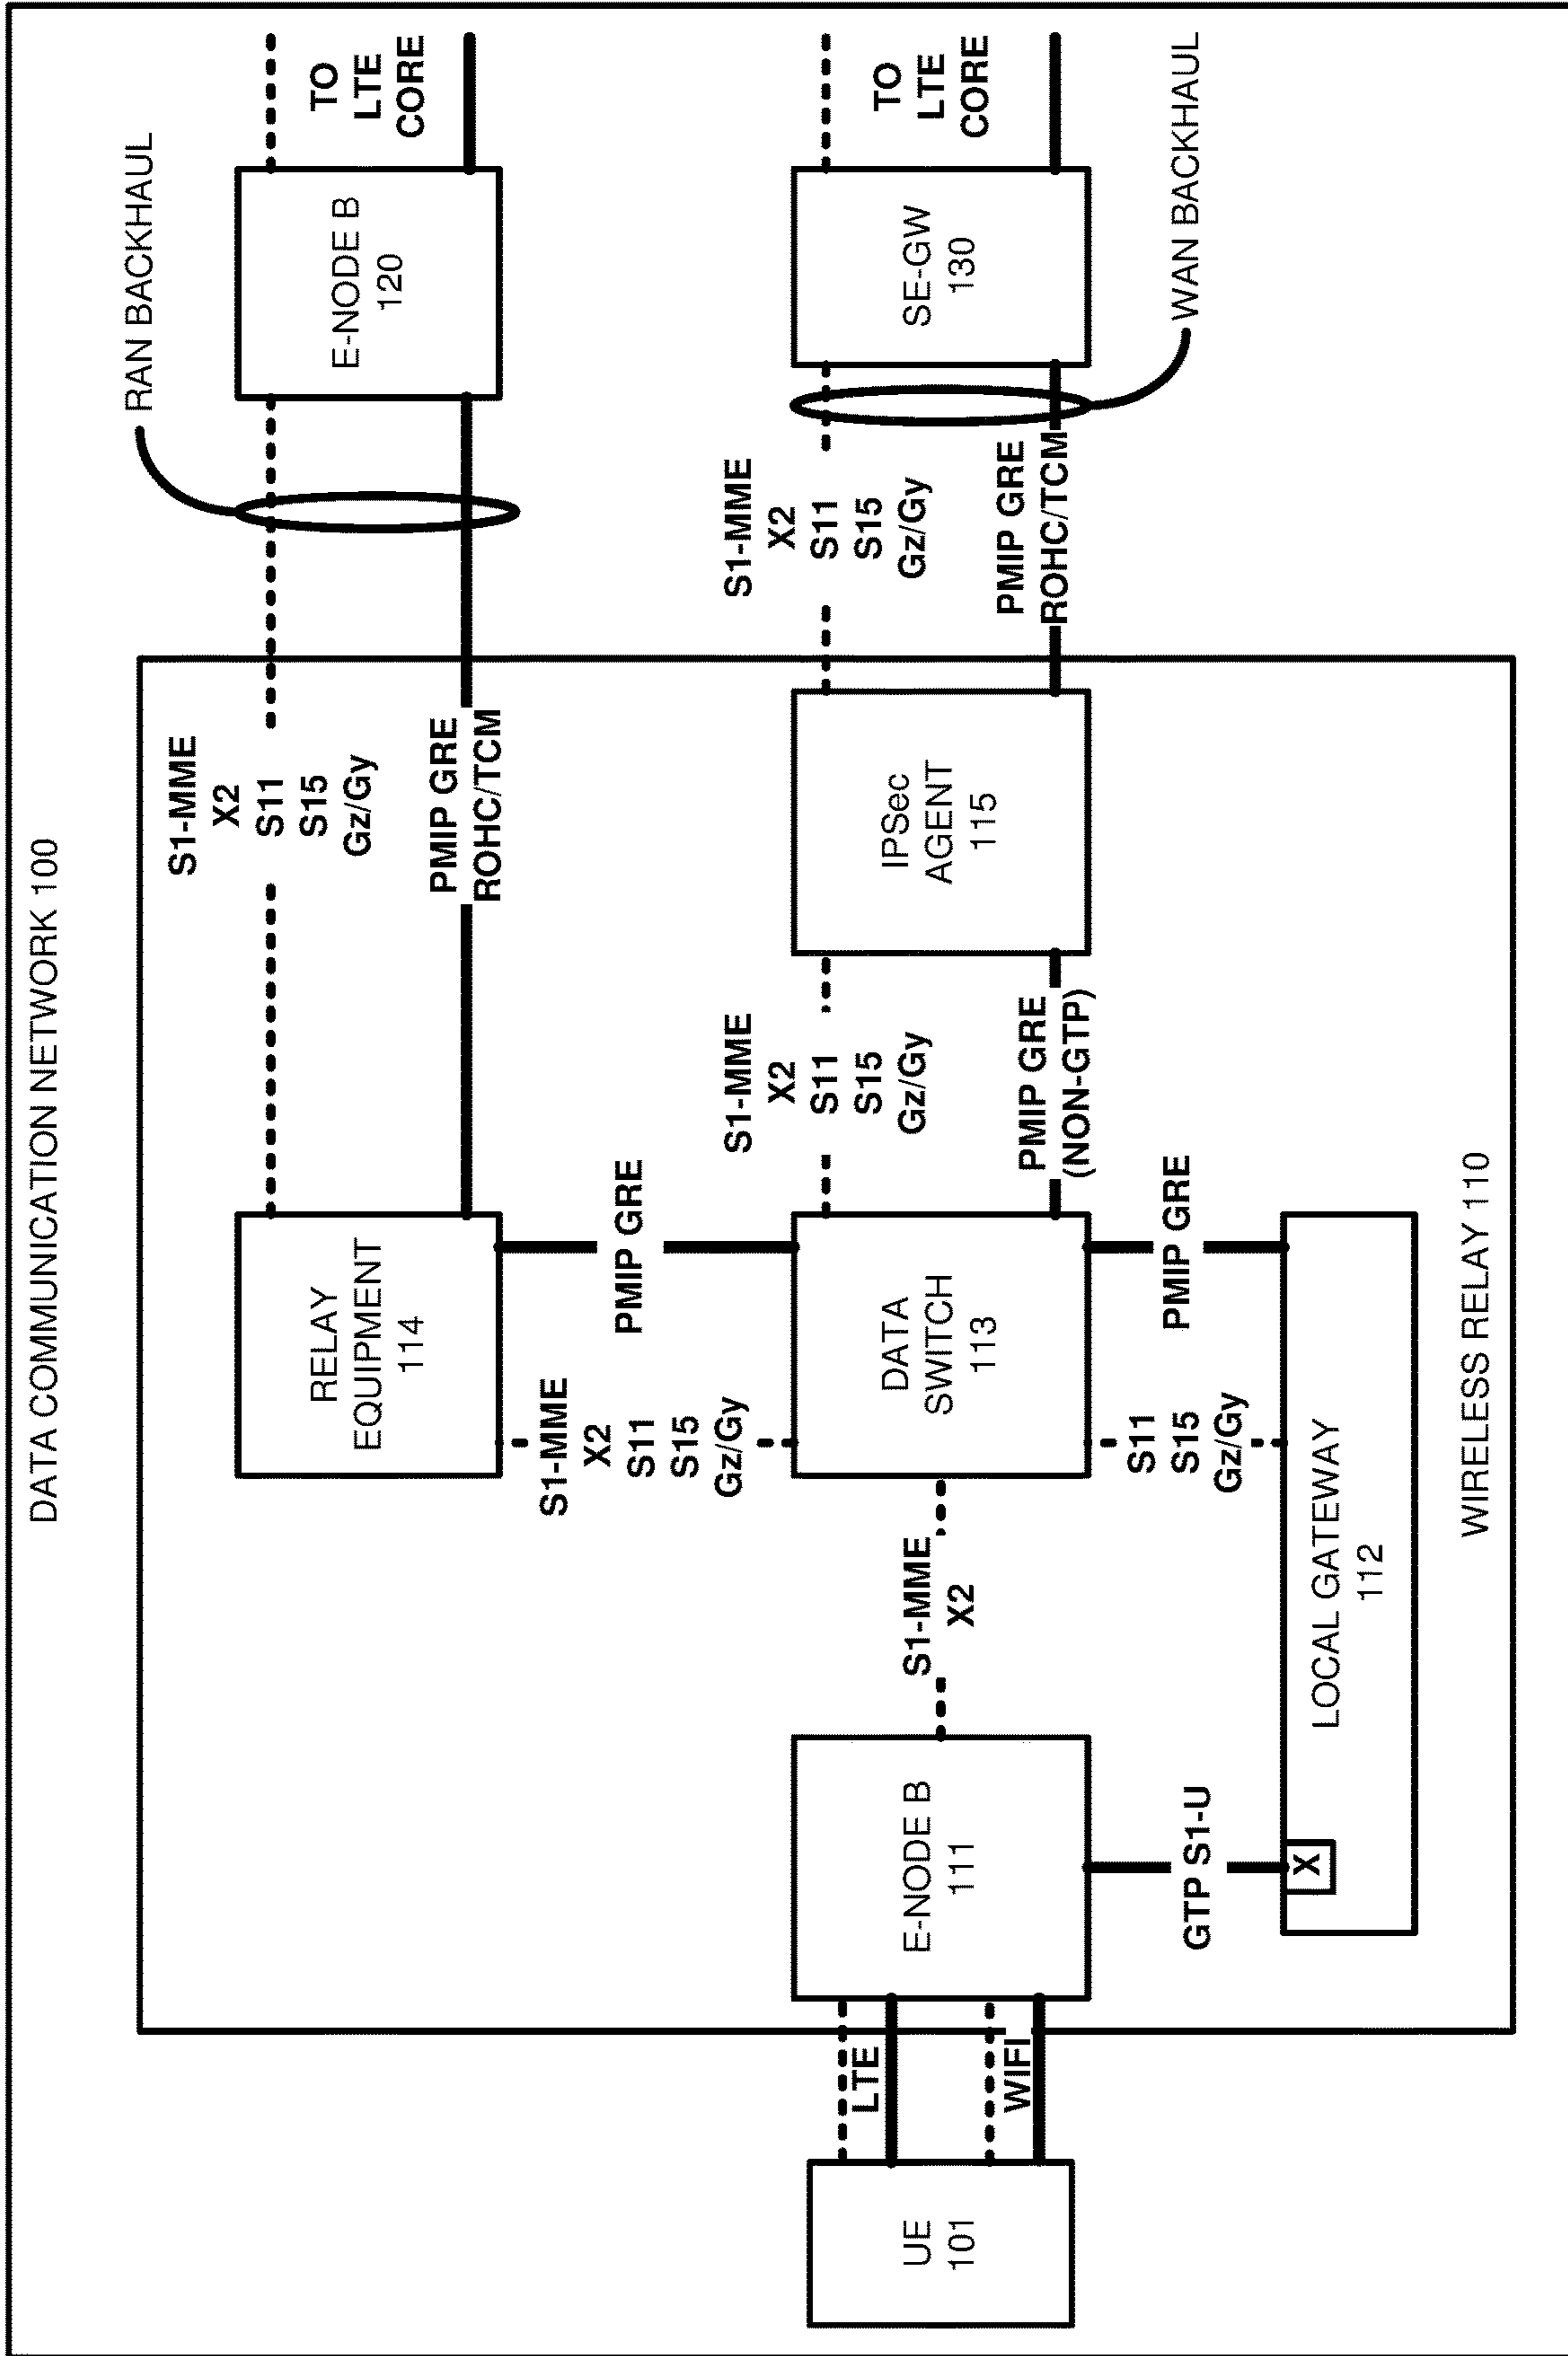 DATA COMMUNICATION NETWORK 100
RAN BACKHAUL
S1-MME
X2
S11
S15
Gz/Gy
PMIP GRE
ROHC/TCM
RELAY
EQUIPMENT
114
E-NODE B
120
TO
LTE
CORE
S1-MME
X2
S11
S15
Gz/Gy
PMIP GRE
UE
101
LTE
WIFI
E-NODE B
111
S1-MME
X2
DATA
SWITCH
113
S1-MME
X2
S11
S15
Gz/Gy
PMIP GRE
(NON-GTP)
IPSec
AGENT
115
S1-MME
X2
S11
S15
Gz/Gy
PMIP GRE
ROHC/TCM
SE-GW
130
TO
LTE
CORE
WAN BACKHAUL
GTP S1-U
S11
S15
Gz/Gy
PMIP GRE
X
LOCAL GATEWAY
112
WIRELESS RELAY 110